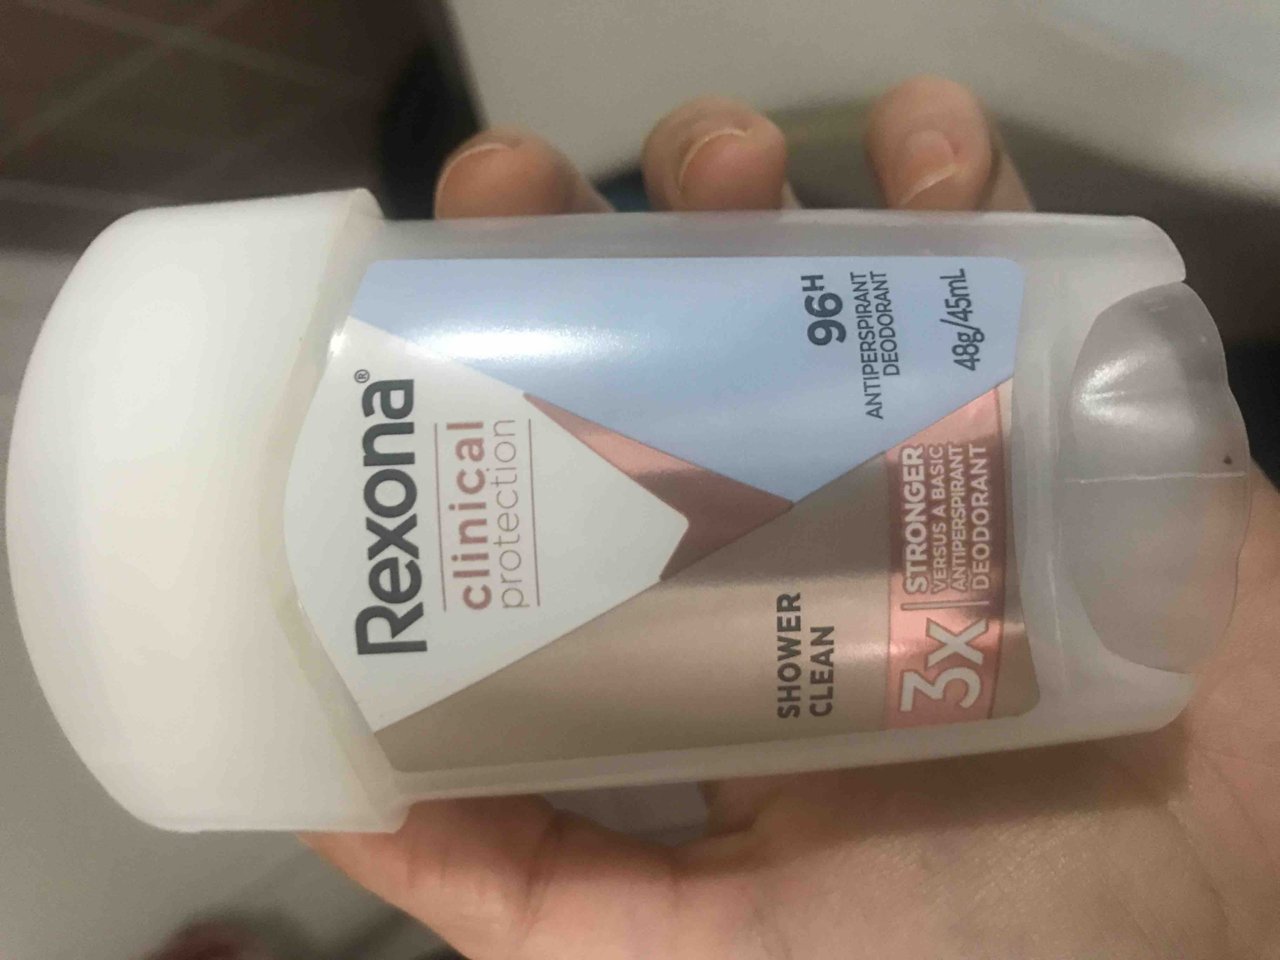 Rexona®
clinical
protection
96H
ANTIPERSPIRANT
DEODORANT
48g/45mL
SHOWER
CLEAN
3x
STRONGER
VERSUS A BASIC
ANTIPERSPIRANT
DEODORANT